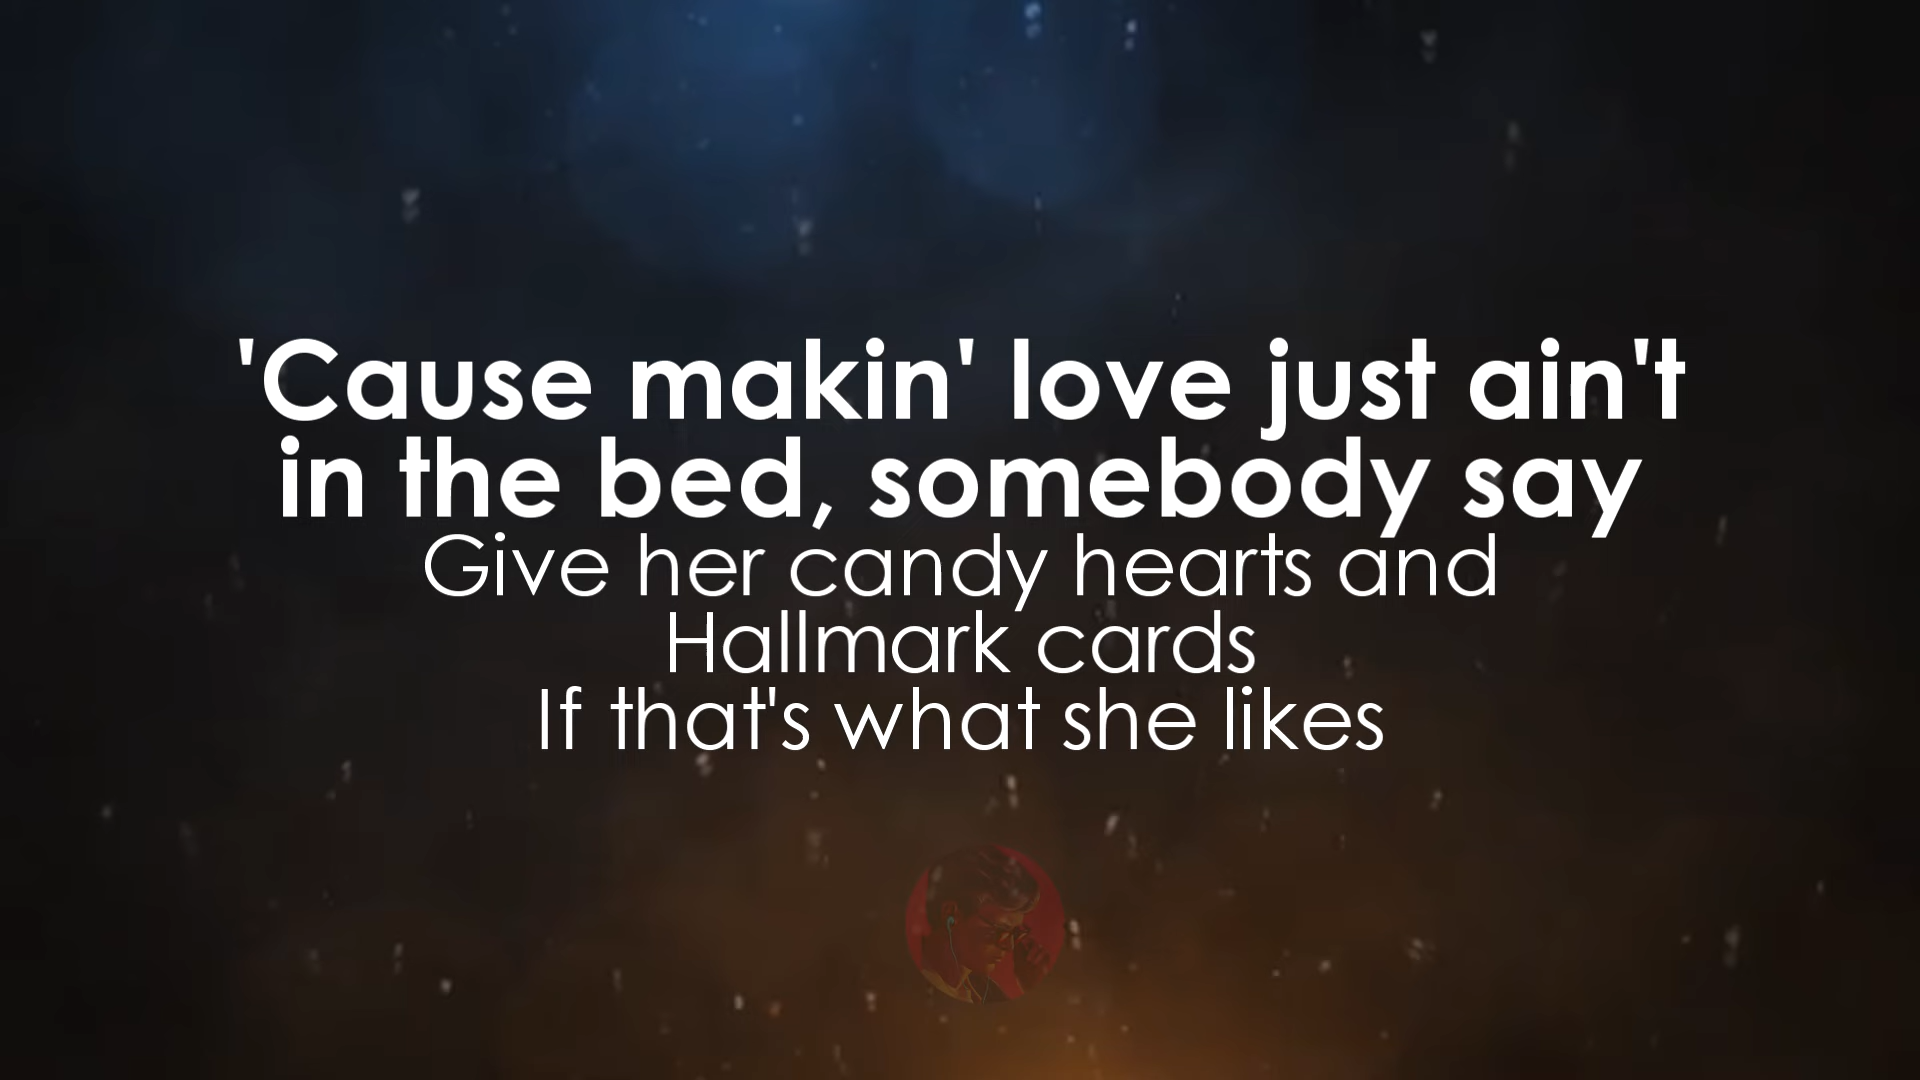 'Cause makin' love just ain't
in the bed, somebody say
Give her candy hearts and
Hallmark cards
If that's what she likes